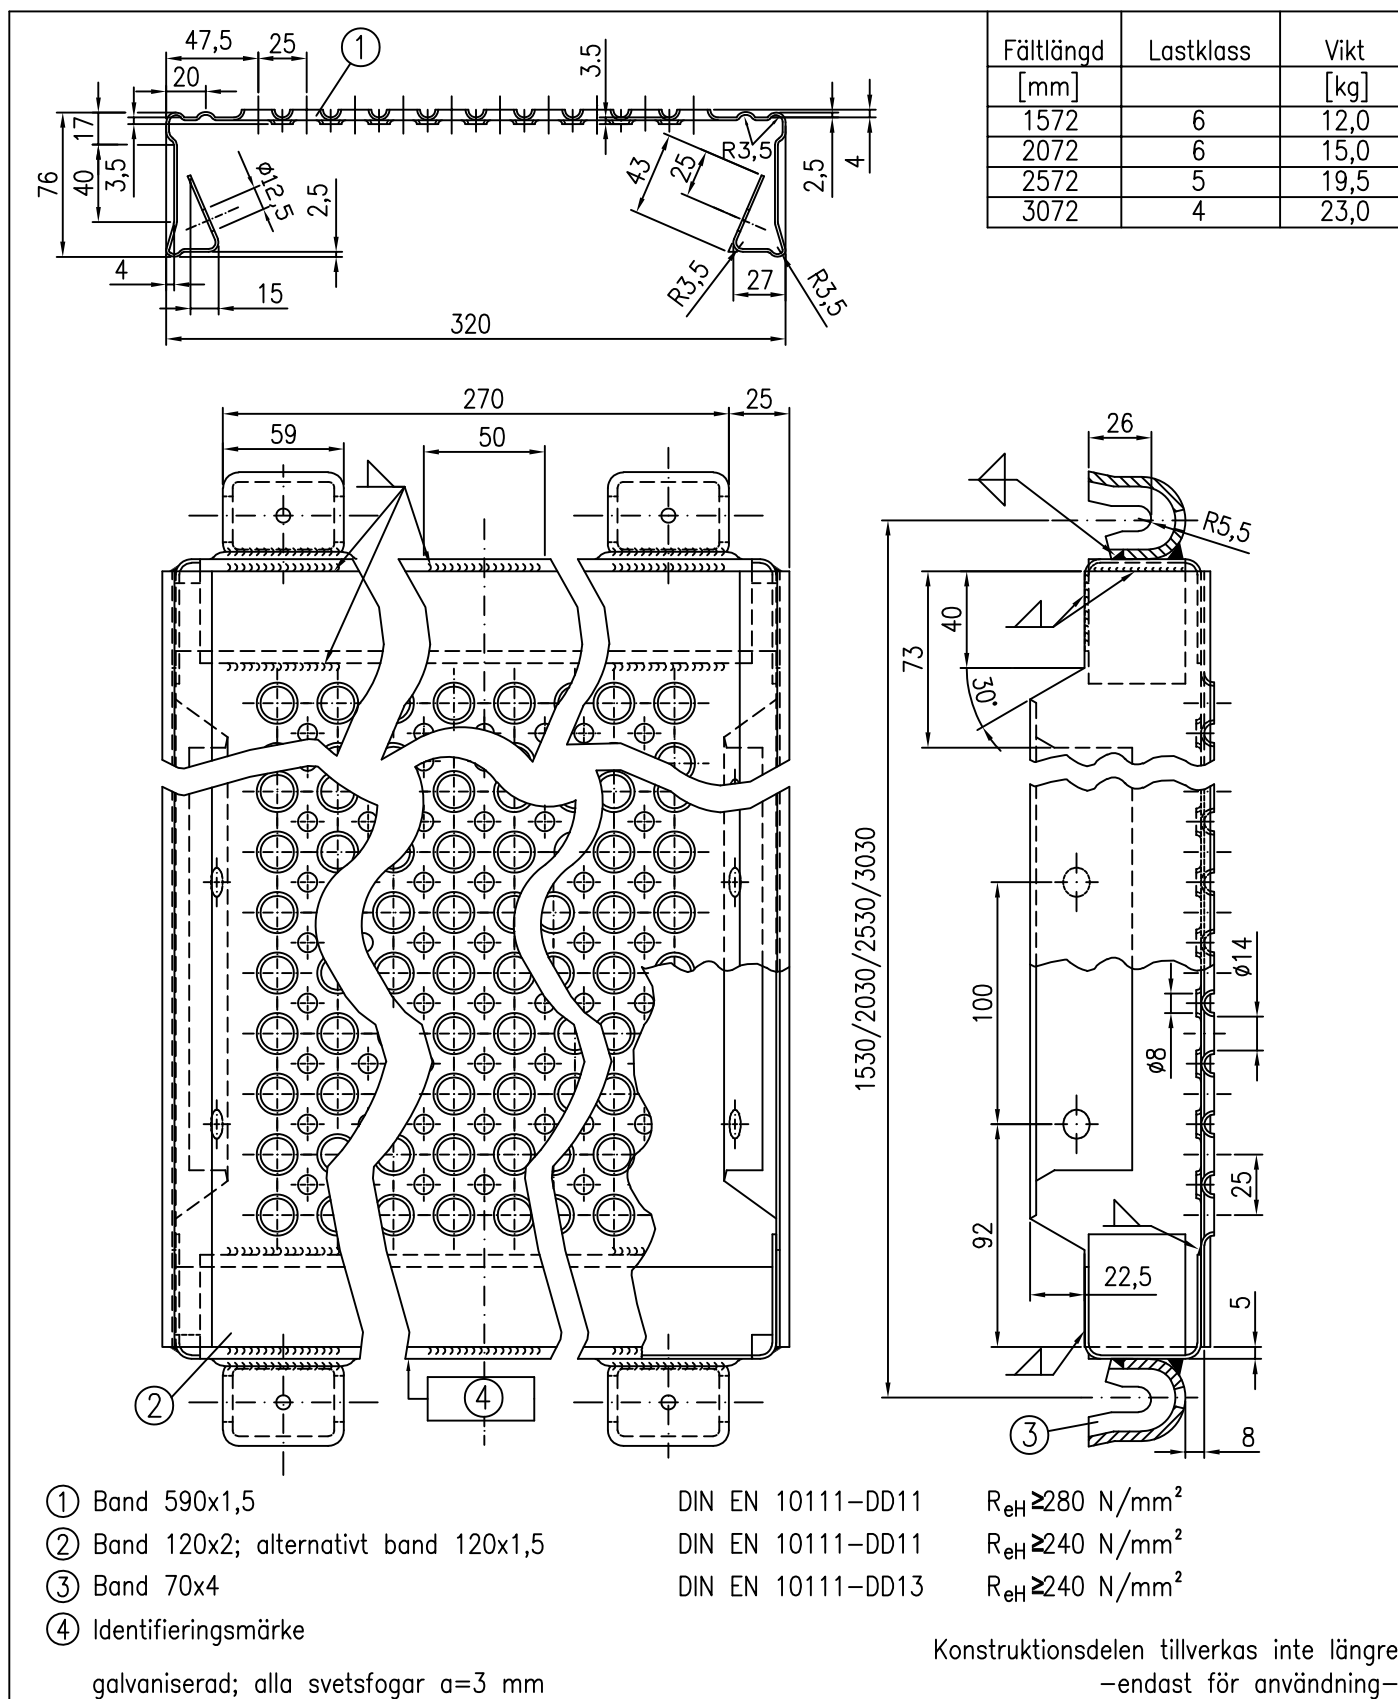 Fältlängd Lastklass Vikt
[mm] [kg]
1572 6 12,0
2072 6 15,0
2572 5 19,5
3072 4 23,0
47,5 25 1 3.5
20
17
3,5
40
76
ø12,5
2,5
4
15
320
43
25
R3,5
2,5
4
R3,5
27
R3,5
270 25
59 50
26
R5,5
40
73
30°
1530/2030/2530/3030
100
ø14
ø8
25
92
22,5
5
8
2
4
3
1 Band 590x1,5 DIN EN 10111-DD11 ReH≥280 N/mm²
2 Band 120x2; alternativt band 120x1,5 DIN EN 10111-DD11 ReH≥240 N/mm²
3 Band 70x4 DIN EN 10111-DD13 ReH≥240 N/mm²
4 Identifieringsmärke
galvaniserad; alla svetsfogar a=3 mm
Konstruktionsdelen tillverkas inte längre
-endast för användning-